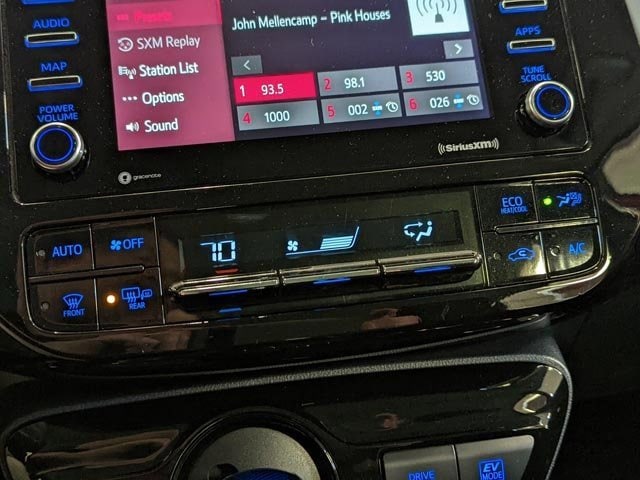 AUDIO
MAP
POWER
VOLUME
Presets
SXM Replay
Station List
Options
Sound
John Mellencamp - Pink Houses
<
>
1 93.5
2 98.1
3 530
4 1000
5 002
6 026
gracenote
((SiriusXM))
APPS
TUNE
SCROLL
AUTO
OFF
FRONT
REAR
70
ECO
HEAT/COOL
A/C
DRIVE
EV
MODE